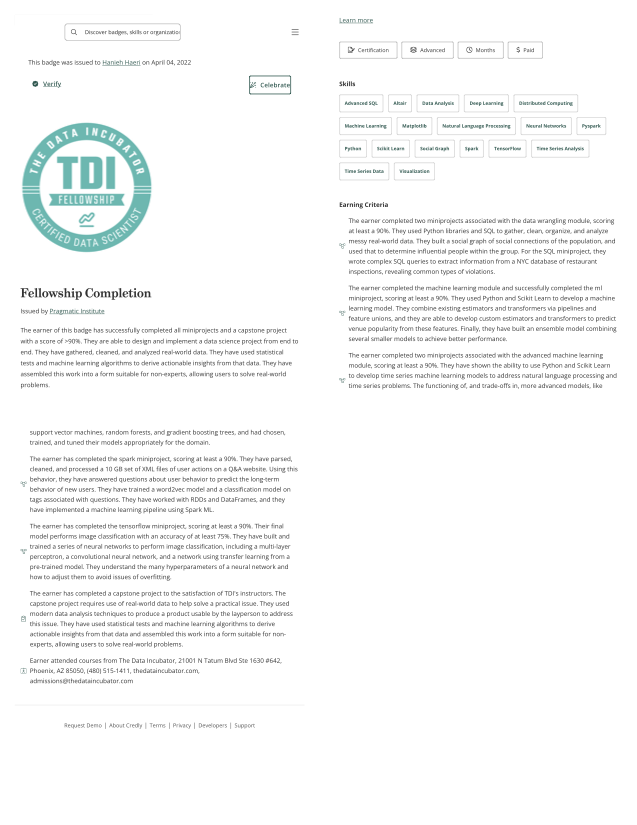 Discover badges, skills or organizatio
This badge was issued to Hanieh Haeri on April 04, 2022
Verify
Celebrate
THE DATA INCUBATOR
TDI
FELLOWSHIP
CERTIFIED DATA SCIENTIST
Fellowship Completion
Issued by Pragmatic Institute
The earner of this badge has successfully completed all miniprojects and a capstone project
with a score of >90%. They are able to design and implement a data science project from end to
end. They have gathered, cleaned, and analyzed real-world data. They have used statistical
tests and machine learning algorithms to derive actionable insights from that data. They have
assembled this work into a form suitable for non-experts, allowing users to solve real-world
problems.
Learn more
Certification
Advanced
Months
Paid
Skills
Advanced SQL
Altair
Data Analysis
Deep Learning
Distributed Computing
Machine Learning
Matplotlib
Natural Language Processing
Neural Networks
Pyspark
Python
Scikit Learn
Social Graph
Spark
TensorFlow
Time Series Analysis
Time Series Data
Visualization
Earning Criteria
The earner completed two miniprojects associated with the data wrangling module, scoring
at least 90%. They used Python libraries and SQL to gather, clean, organize, and analyze
messy real-world data. They built a social graph of social connections of the population, and
used that to determine influential people within the group. For the SQL miniproject, they
wrote complex SQL queries to extract information from a NYC database of restaurant
inspections, revealing common types of violations.
The earner completed the machine learning module and successfully completed the ml
miniproject, scoring at least 90%. They used Python and Scikit Learn to develop a machine
model. They combine existing estimators and transformers via pipelines and
feature unions, and they are able to develop custom estimators and transformers to predict
venue popularity from these features. Finally, they have built an ensemble model combining
several smaller models to achieve better performance.
The earner completed two miniprojects associated with the advanced machine learning
module, scoring at least 90%. They have shown the ability to use Python and Scikit Learn
to develop time series machine learning models to address natural language processing and
time series problems. The functioning of, and trade-offs in, more advanced models, like
support vector machines, random forests, and gradient boosting trees, and had chosen,
trained, and tuned their models appropriately for the domain.
The earner has completed the spark miniproject, scoring at least 90%. They have parsed,
cleaned, and processed a 10 GB set of XML files of user actions on a Q&A website. Using this
behavior, they have answered questions about user behavior to predict the long-term
behavior of new users. They have trained a word2vec model and a classification model on
tags associated with questions. They have worked with RDDs and DataFrames, and they
have implemented a machine learning pipeline using Spark ML.
The earner has completed the tensorflow miniproject, scoring at least 90%. Their final
model performs image classification with an accuracy of at least 75%. They have built and
trained a series of neural networks to perform image classification, including a multi-layer
perceptron, a convolutional neural network, and a network using transfer learning from a
pre-trained model. They understand the many hyperparameters of a neural network and
how to adjust them to avoid issues of overfitting.
The earner has completed a capstone project to the satisfaction of TDI's instructors. The
capstone project requires use of real-world data to help solve a practical issue. They used
modern data analysis techniques to produce a product usable by the layperson to address
this issue. They have used statistical tests and machine learning algorithms to derive
actionable insights from that data and assembled this work into a form suitable for non-
experts, allowing users to solve real-world problems.
Earner attended courses from The Data Incubator, 21001 N Tatum Blvd Ste 1630 #642,
Phoenix, AZ 85050, (480) 515-1411, thedataincubator.com,
admissions@thedataincubator.com
Request Demo | About Credly | Terms | Privacy | Developers | Support